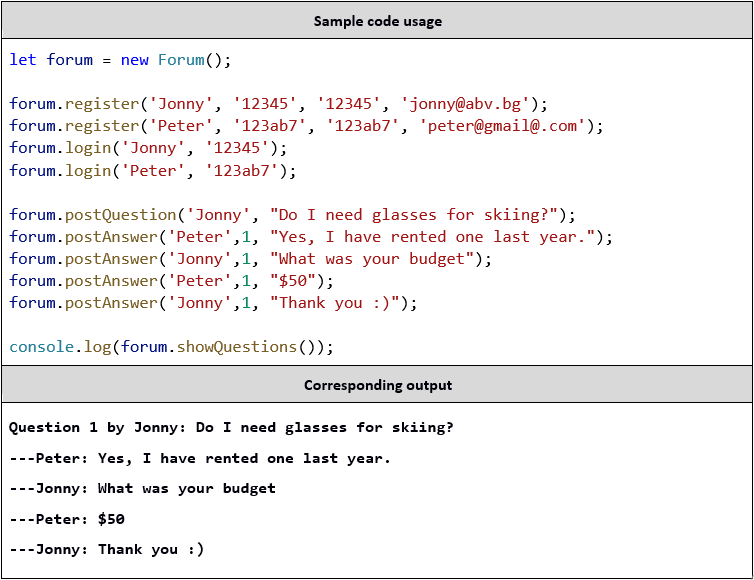 Sample code usage
let forum = new Forum();
forum.register('Jonny', '12345', '12345', 'jonny@abv.bg');
forum.register('Peter', '123ab7', '123ab7', 'peter@gmail@.com');
forum.login('Jonny', '12345');
forum.login('Peter', '123ab7');
forum.postQuestion('Jonny', "Do I need glasses for skiing?");
forum.postAnswer('Peter',1, "Yes, I have rented one last year.");
forum.postAnswer('Jonny',1, "What was your budget");
forum.postAnswer('Peter',1, "$50");
forum.postAnswer('Jonny',1, "Thank you :)");
console.log(forum.showQuestions());
Corresponding output
Question 1 by Jonny: Do I need glasses for skiing?
---Peter: Yes, I have rented one last year.
---Jonny: What was your budget
---Peter: $50
---Jonny: Thank you :)